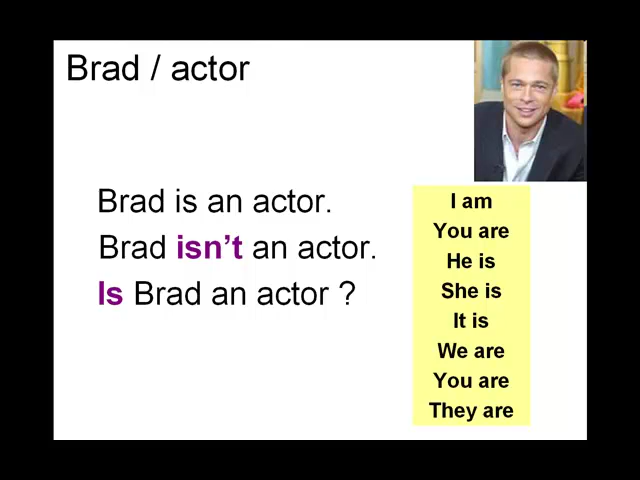 Brad / actor
Brad is an actor.
Brad isn't an actor.
Is Brad an actor ?
I am
You are
He is
She is
It is
We are
You are
They are